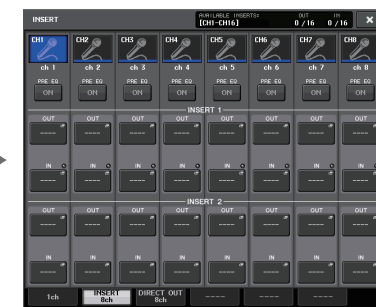 INSERT
AVAILABLE INSERTS: OUT IN
[CH1-CH16] 0/16 0/16 ×
CH1 CH2 CH3 CH4 CH5 CH6 CH7 CH8
ch 1 ch 2 ch 3 ch 4 ch 5 ch 6 ch 7 ch 8
PRE EQ PRE EQ PRE EQ PRE EQ PRE EQ PRE EQ PRE EQ PRE EQ
ON ON ON ON ON ON ON ON
INSERT 1
OUT OUT OUT OUT OUT OUT OUT OUT
---- ---- ---- ---- ---- ---- ---- ----
IN IN IN IN IN IN IN IN
---- ---- ---- ---- ---- ---- ---- ----
INSERT 2
OUT OUT OUT OUT OUT OUT OUT OUT
---- ---- ---- ---- ---- ---- ---- ----
IN IN IN IN IN IN IN IN
---- ---- ---- ---- ---- ---- ---- ----
1ch INSERT 8ch DIRECT OUT 8ch ---- ---- ----